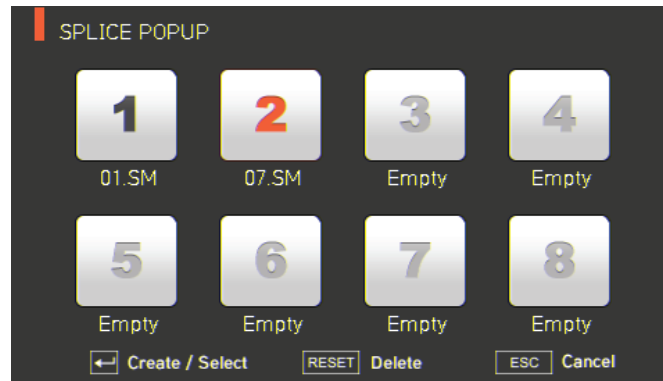 SPLICE POPUP
1 2 3 4
01.SM 07.SM Empty Empty
5 6 7 8
Empty Empty Empty Empty
Create / Select RESET Delete ESC Cancel